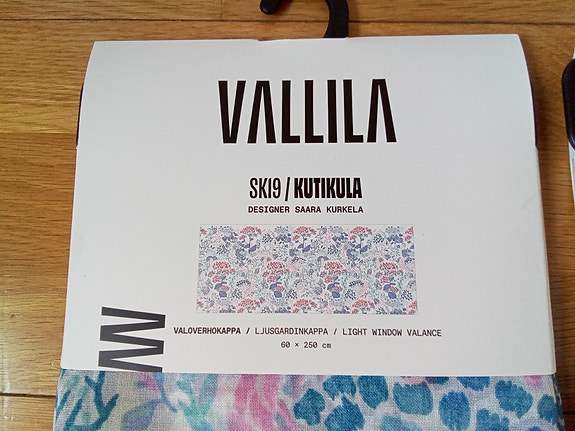 VALLILA
SK19 / KUTIKULA
DESIGNER SAARA KURKELA
VALOVERHOKAPPA / LJUSGARDINKAPPA / LIGHT WINDOW VALANCE
60 × 250 cm